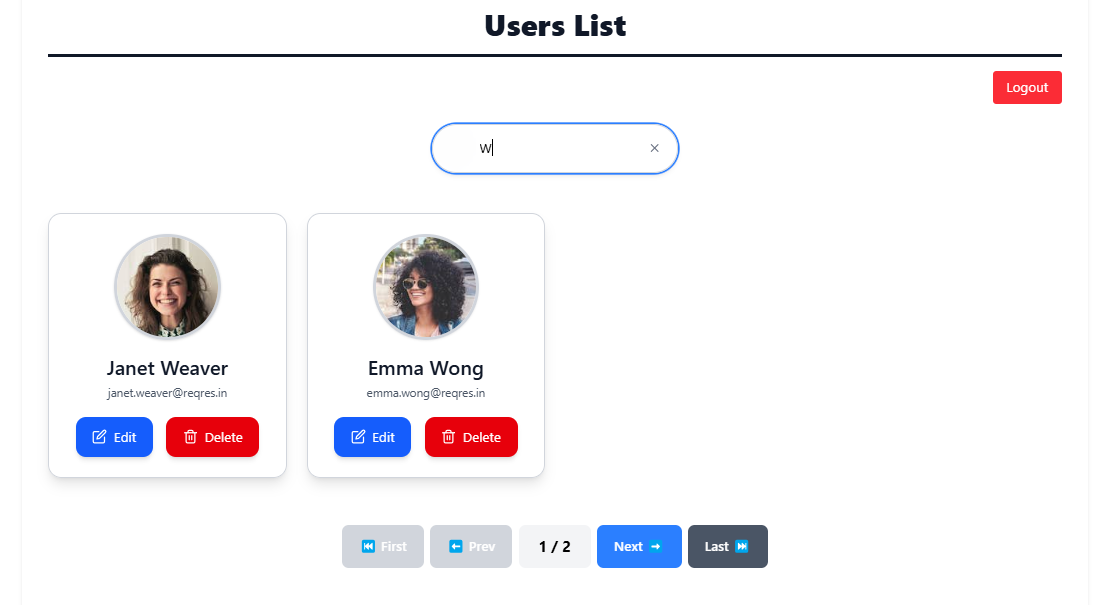 Users List
Logout
w
Janet Weaver
janet.weaver@reqres.in
Edit
Delete
Emma Wong
emma.wong@reqres.in
Edit
Delete
First
Prev
1 / 2
Next
Last